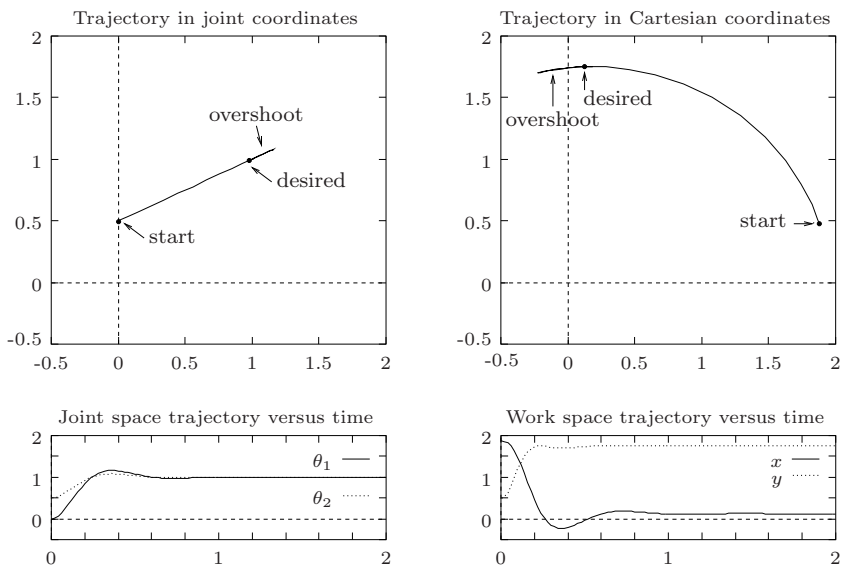 Trajectory in joint coordinates
2
1.5
1
0.5
0
-0.5
-0.5
0
0.5
1
1.5
2
overshoot
desired
start
Trajectory in Cartesian coordinates
2
1.5
1
0.5
0
-0.5
-0.5
0
0.5
1
1.5
2
desired
overshoot
start
Joint space trajectory versus time
2
1
0
0
1
2
θ1
θ2
Work space trajectory versus time
2
1
0
0
1
2
x
y